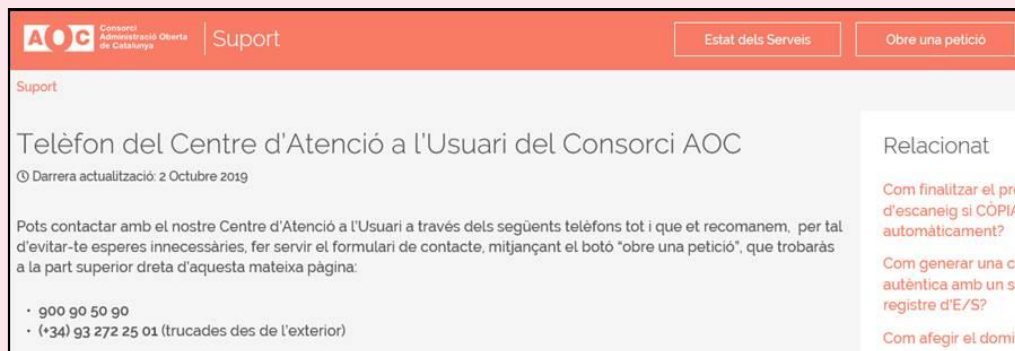 AOC
Consorci
Administració Oberta
de Catalunya
Suport
Estat dels Serveis
Obre una petició
Suport
Telèfon del Centre d'Atenció a l'Usuari del Consorci AOC
Darrera actualització: 2 Octubre 2019
Pots contactar amb el nostre Centre d'Atenció a l'Usuari a través dels següents telèfons tot i que et recomanem, per tal
d'evitar-te esperes innecessàries, fer servir el formulari de contacte, mitjançant el botó "obre una petició", que trobaràs
a la part superior dreta d'aquesta mateixa pàgina:
• 900 90 50 90
• (+34) 93 272 25 01 (trucades des de l'exterior)
Relacionat
Com finalitzar el
d'escaneig si CÒPIA
automàticament?
Com generar una
autèntica amb un
registre d'E/S?
Com afegir el